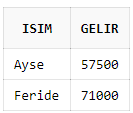 ISIM GELIR
Ayse 57500
Feride 71000